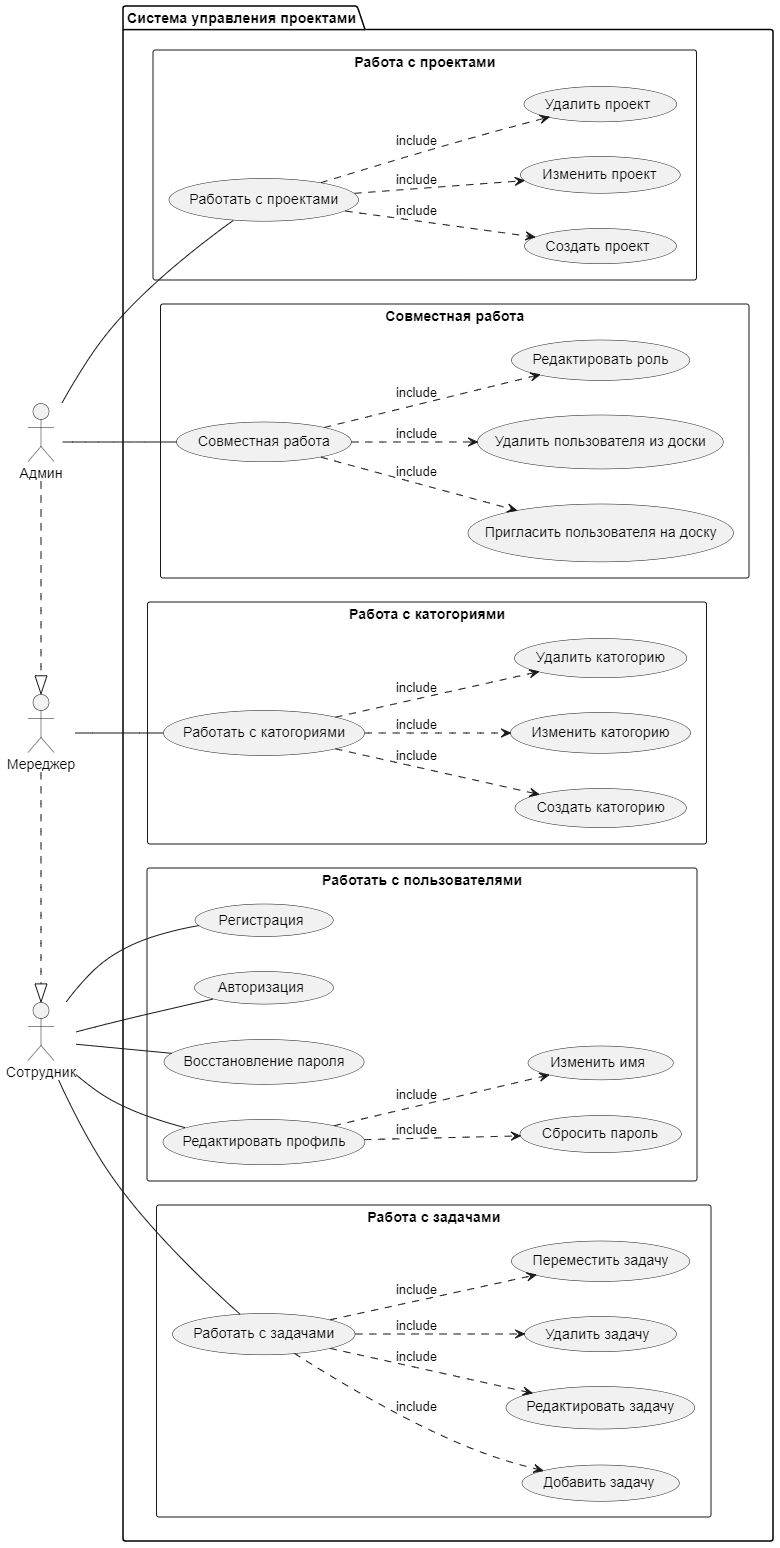 Система управления проектами
Работа с проектами
Удалить проект
include
Изменить проект
include
Работать с проектами
include
Создать проект
Совместная работа
Редактировать роль
include
Совместная работа
include
Удалить пользователя из доски
include
Пригласить пользователя на доску
Админ
Работа с катогориями
Удалить катогорию
include
Работать с катогориями
include
Изменить катогорию
include
Создать катогорию
Мереджер
Работать с пользователями
Регистрация
Авторизация
Восстановление пароля
Изменить имя
include
Редактировать профиль
include
Сбросить пароль
Сотрудник
Работа с задачами
Переместить задачу
include
Работать с задачами
include
Удалить задачу
include
Редактировать задачу
include
Добавить задачу